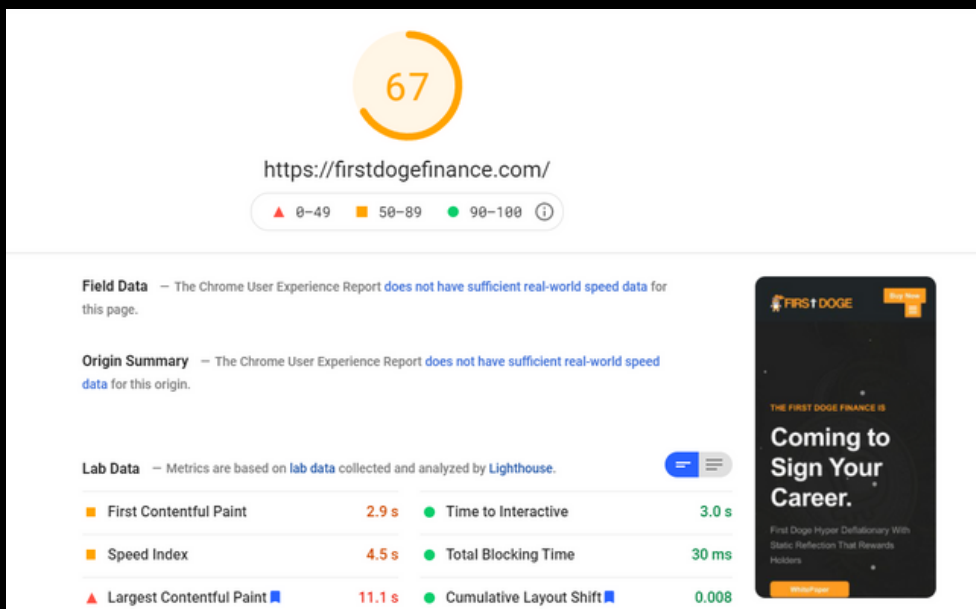 67
https://firstdogefinance.com/
0–49 50–89 90–100
Field Data — The Chrome User Experience Report does not have sufficient real-world speed data for
this page.
Origin Summary — The Chrome User Experience Report does not have sufficient real-world speed
data for this origin.
Lab Data — Metrics are based on lab data collected and analyzed by Lighthouse.
First Contentful Paint 2.9 s
Time to Interactive 3.0 s
Speed Index 4.5 s
Total Blocking Time 30 ms
Largest Contentful Paint 11.1 s
Cumulative Layout Shift 0.008
FIRST DOGE
Buy Now
THE FIRST DOGE FINANCE IS
Coming to
Sign Your
Career.
First Doge Hyper Deflationary With
Static Reflection That Rewards
Holders
WhitePaper